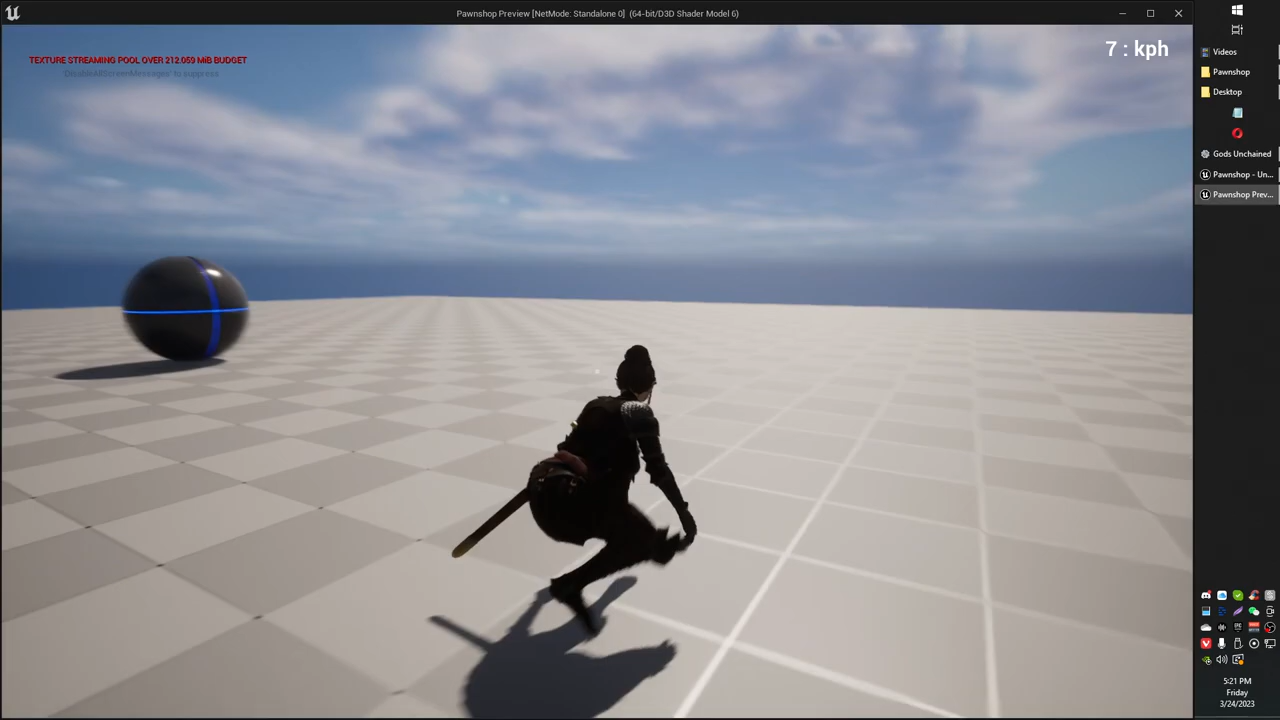 Pawnshop Preview [NetMode: Standalone 0]  (64-bit/D3D Shader Model 6)
TEXTURE STREAMING POOL OVER 212.059 MiB BUDGET
'DisableAllScreenMessages' to suppress
7 : kph
Videos
Pawnshop
Desktop
Gods Unchained
Pawnshop - Un...
Pawnshop Prev...
5:21 PM
Friday
3/24/2023